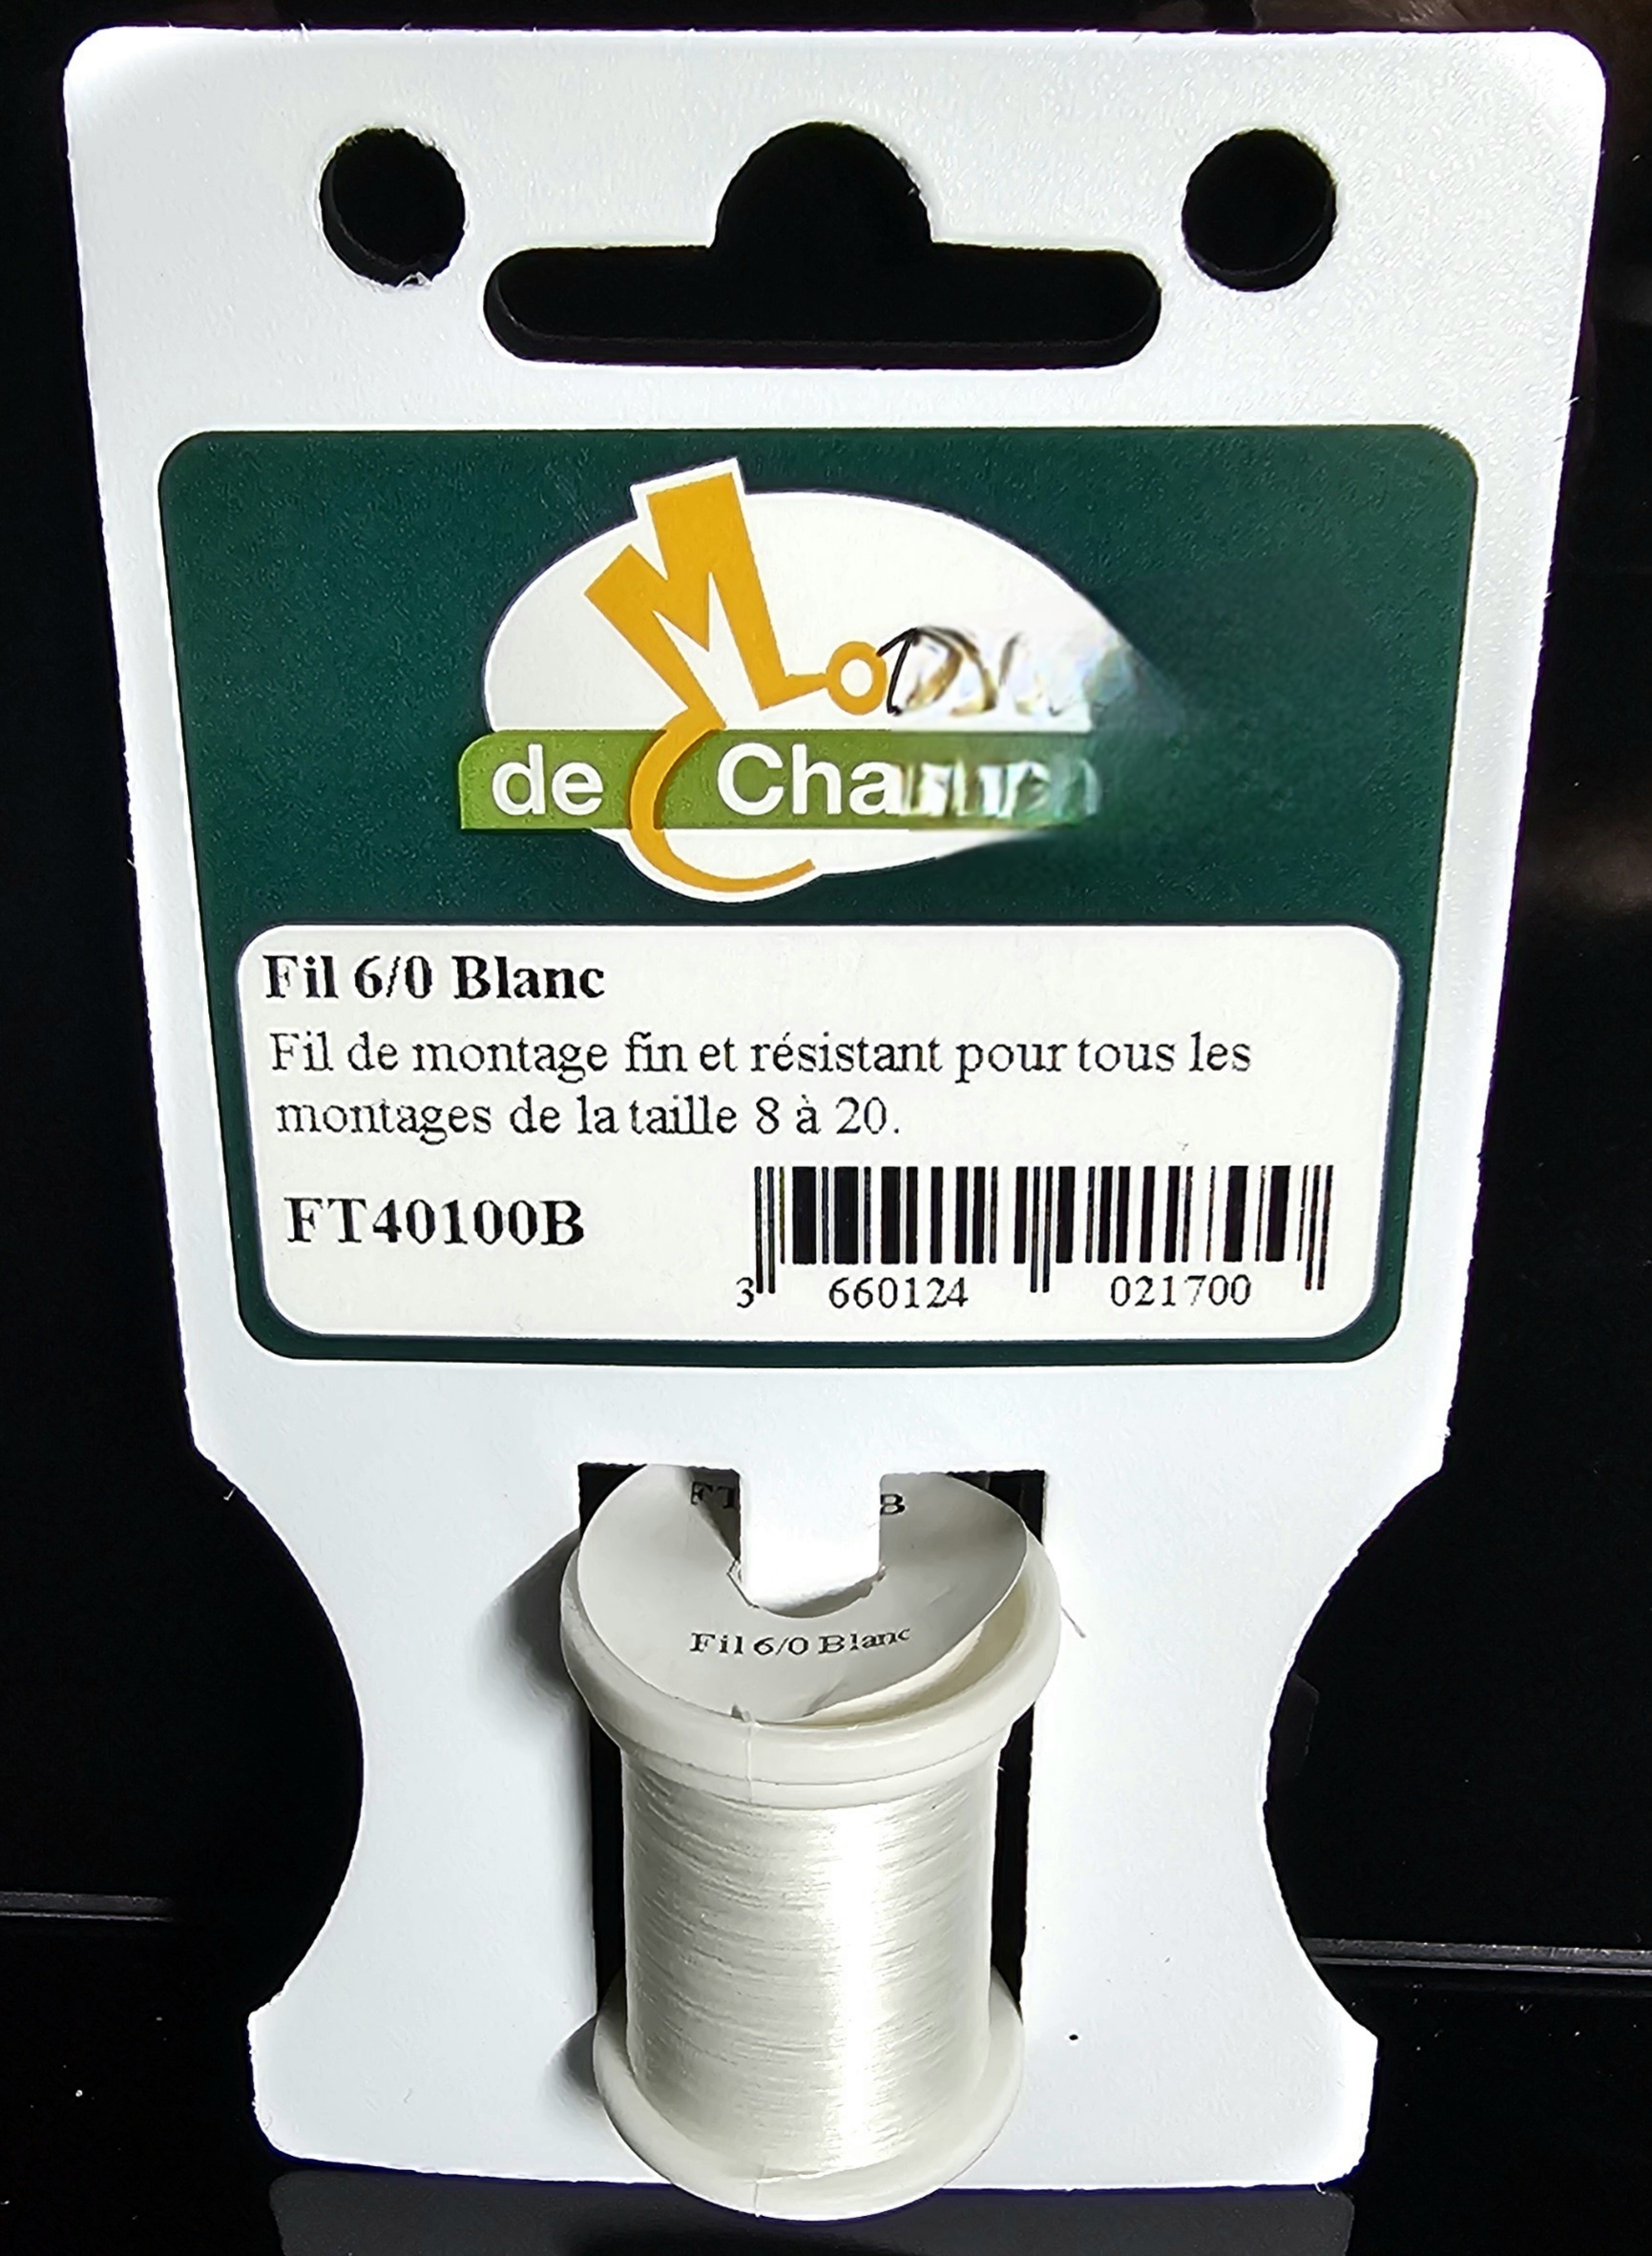 de
Fil 6/0 Blanc
Fil de montage fin et résistant pour tous les
montages de la taille 8 à 20.
FT40100B
3 660124 021700
Fil 6/0 Blanc